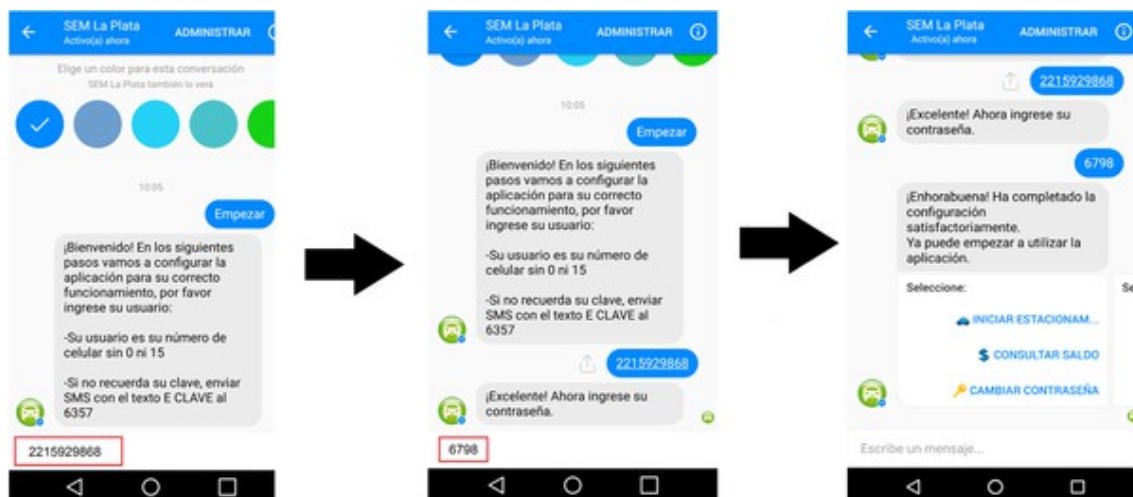 SEM La Plata
Activo(a) ahora
ADMINISTRAR
Elige un color para esta conversación
SEM La Plata también lo verá
10:05
Empezar
¡Bienvenido! En los siguientes
pasos vamos a configurar la
aplicación para su correcto
funcionamiento, por favor
ingrese su usuario:
-Su usuario es su número de
celular sin 0 ni 15
-Si no recuerda su clave, enviar
SMS con el texto E CLAVE al
6357
2215929868
SEM La Plata
Activo(a) ahora
ADMINISTRAR
10:05
Empezar
¡Bienvenido! En los siguientes
pasos vamos a configurar la
aplicación para su correcto
funcionamiento, por favor
ingrese su usuario:
-Su usuario es su número de
celular sin 0 ni 15
-Si no recuerda su clave, enviar
SMS con el texto E CLAVE al
6357
2215929868
¡Excelente! Ahora ingrese su
contraseña.
6798
SEM La Plata
Activo(a) ahora
ADMINISTRAR
2215929868
¡Excelente! Ahora ingrese su
contraseña.
6798
¡Enhorabuena! Ha completado la
configuración
satisfactoriamente.
Ya puede empezar a utilizar la
aplicación.
Seleccione:
Se
INICIAR ESTACIONAM...
CONSULTAR SALDO
CAMBIAR CONTRASEÑA
Escribe un mensaje...